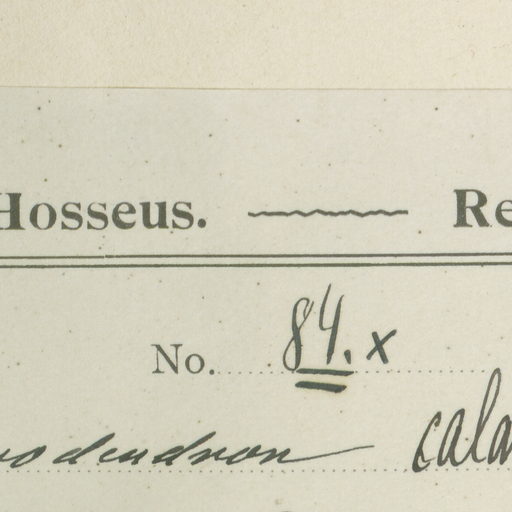 Hosseus. Re
No. 84. x
odendron cala